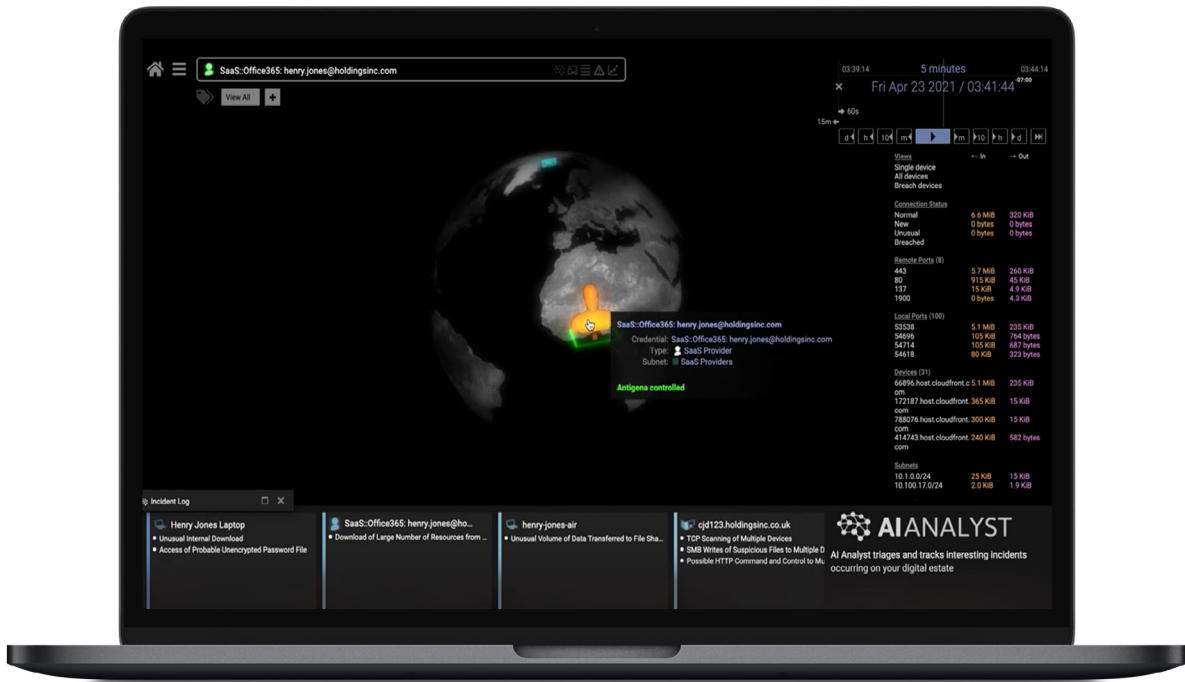 SaaS::Office365: henry.jones@holdingsinc.com
View All +
03:39:14 5 minutes 03:44:14
× Fri Apr 23 2021 / 03:41:44 -07:00
➔ 60s
15m
d h 10 m m 10 h d
Views ← In → Out
Single device
All devices
Breach devices
Connection Status
Normal 6.6 MiB 320 KiB
New 0 bytes 0 bytes
Unusual 0 bytes 0 bytes
Breached
Remote Ports (8)
443 5.7 MiB 260 KiB
80 915 KiB 45 KiB
137 15 KiB 4.9 KiB
1900 0 bytes 4.3 KiB
Local Ports (100)
53538 5.1 MiB 235 KiB
54696 105 KiB 764 bytes
54714 105 KiB 687 bytes
54618 80 KiB 323 bytes
Devices (31)
66896.host.cloudfront.c 5.1 MiB 235 KiB
om
172187.host.cloudfront. 365 KiB 15 KiB
com
788076.host.cloudfront. 300 KiB 15 KiB
com
414743.host.cloudfront. 240 KiB 582 bytes
com
Subnets
10.1.0.0/24 25 KiB 15 KiB
10.100.17.0/24 2.0 KiB 1.9 KiB
SaaS::Office365: henry.jones@holdingsinc.com
Credential: SaaS::Office365: henry.jones@holdingsinc.com
Type: SaaS Provider
Subnet: SaaS Providers
Antigena controlled
Incident Log
Henry Jones Laptop
• Unusual Internal Download
• Access of Probable Unencrypted Password File
SaaS::Office365: henry.jones@ho...
• Download of Large Number of Resources from ...
henry-jones-air
• Unusual Volume of Data Transferred to File Sha...
cjd123.holdingsinc.co.uk
• TCP Scanning of Multiple Devices
• SMB Writes of Suspicious Files to Multiple D
• Possible HTTP Command and Control to Mu
AI ANALYST
AI Analyst triages and tracks interesting incidents
occurring on your digital estate